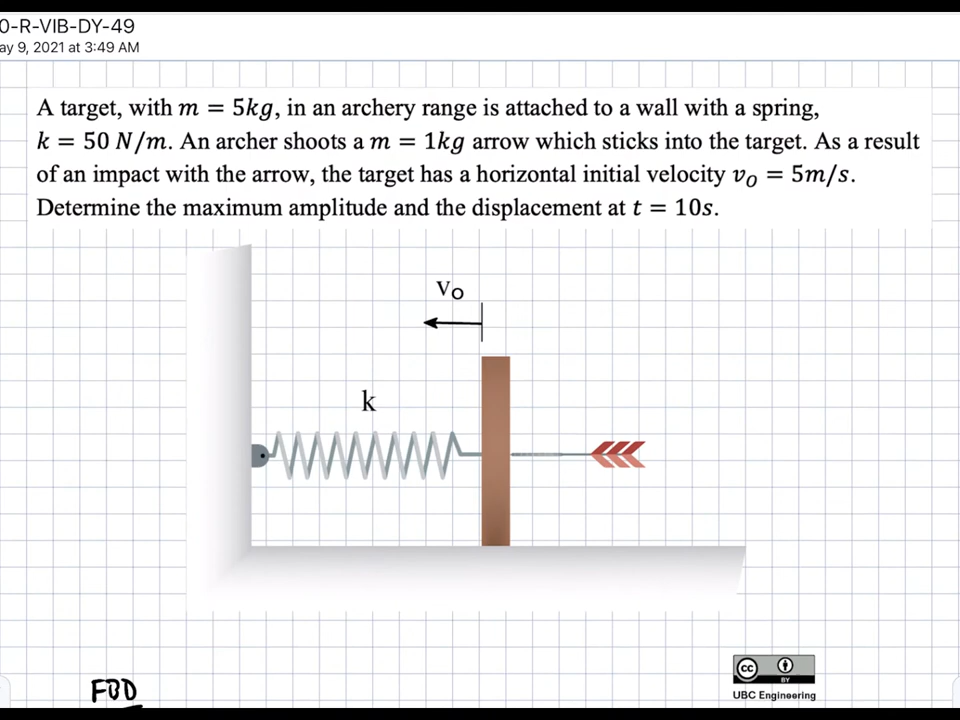 0-R-VIB-DY-49
ay 9, 2021 at 3:49 AM
A target, with m = 5kg, in an archery range is attached to a wall with a spring,
k = 50 N/m. An archer shoots a m = 1kg arrow which sticks into the target. As a result
of an impact with the arrow, the target has a horizontal initial velocity v₀ = 5m/s.
Determine the maximum amplitude and the displacement at t = 10s.
v₀
k
FBD
cc
BY
UBC Engineering